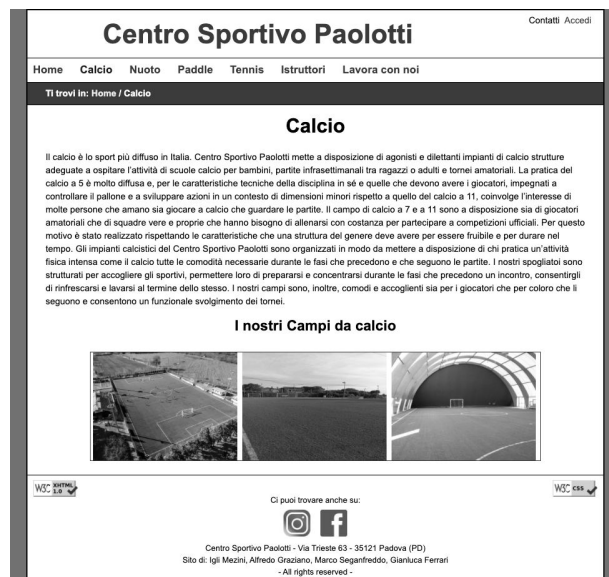 Centro Sportivo Paolotti
Contatti Accedi
Home Calcio Nuoto Paddle Tennis Istruttori Lavora con noi
Ti trovi in: Home / Calcio
Calcio
Il calcio è lo sport più diffuso in Italia. Centro Sportivo Paolotti mette a disposizione di agonisti e dilettanti impianti di calcio strutture
adeguate a ospitare l'attività di scuole calcio per bambini, partite infrasettimanali tra ragazzi o adulti e tornei amatoriali. La pratica del
calcio a 5 è molto diffusa e, per le caratteristiche tecniche della disciplina in sé e quelle che devono avere i giocatori, impegnati a
controllare il pallone e a sviluppare azioni in un contesto di dimensioni minori rispetto a quello del calcio a 11, coinvolge l'interesse di
molte persone che amano sia giocare a calcio che guardare le partite. Il campo di calcio a 7 e a 11 sono a disposizione sia di giocatori
amatoriali che di squadre vere e proprie che hanno bisogno di allenarsi con costanza per partecipare a competizioni ufficiali. Per questo
motivo è stato realizzato rispettando le caratteristiche che una struttura del genere deve avere per essere fruibile e per durare nel
tempo. Gli impianti calcistici del Centro Sportivo Paolotti sono organizzati in modo da mettere a disposizione di chi pratica un'attività
fisica intensa come il calcio tutte le comodità necessarie durante le fasi che precedono e che seguono le partite. I nostri spogliatoi sono
strutturati per accogliere gli sportivi, permettere loro di prepararsi e concentrarsi durante le fasi che precedono un incontro, consentirgli
di rinfrescarsi e lavarsi al termine dello stesso. I nostri campi sono, inoltre, comodi e accoglienti sia per i giocatori che per coloro che li
seguono e consentono un funzionale svolgimento dei tornei.
I nostri Campi da calcio
W3C XHTML 1.0
W3C css
Ci puoi trovare anche su:
Centro Sportivo Paolotti - Via Trieste 63 - 35121 Padova (PD)
Sito di: Igli Mezini, Alfredo Graziano, Marco Seganfreddo, Gianluca Ferrari
- All rights reserved -